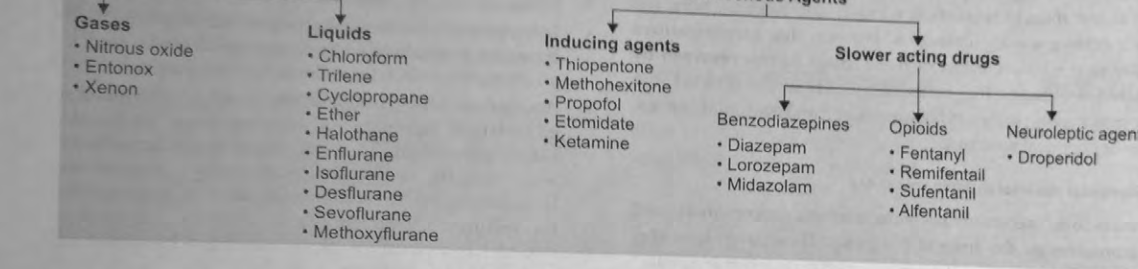 Agents
Gases
• Nitrous oxide
• Entonox
• Xenon
Liquids
• Chloroform
• Trilene
• Cyclopropane
• Ether
• Halothane
• Enflurane
• Isoflurane
• Desflurane
• Sevoflurane
• Methoxyflurane
Inducing agents
• Thiopentone
• Methohexitone
• Propofol
• Etomidate
• Ketamine
Slower acting drugs
Benzodiazepines
• Diazepam
• Lorozepam
• Midazolam
Opioids
• Fentanyl
• Remifentail
• Sufentanil
• Alfentanil
Neuroleptic agen
• Droperidol